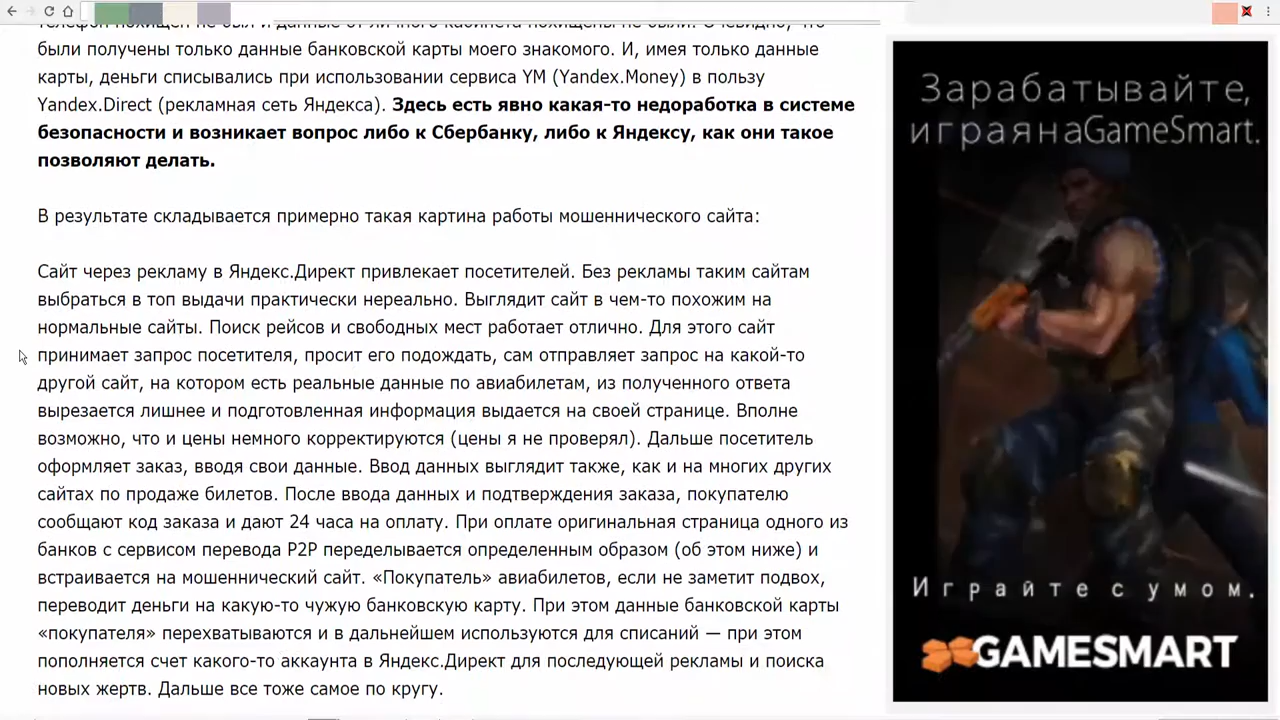 были получены только данные банковской карты моего знакомого. И, имея только данные
карты, деньги списывались при использовании сервиса YM (Yandex.Money) в пользу
Yandex.Direct (рекламная сеть Яндекса). Здесь есть явно какая-то недоработка в системе
безопасности и возникает вопрос либо к Сбербанку, либо к Яндексу, как они такое
позволяют делать.
В результате складывается примерно такая картина работы мошеннического сайта:
Сайт через рекламу в Яндекс.Директ привлекает посетителей. Без рекламы таким сайтам
выбраться в топ выдачи практически нереально. Выглядит сайт в чем-то похожим на
нормальные сайты. Поиск рейсов и свободных мест работает отлично. Для этого сайт
принимает запрос посетителя, просит его подождать, сам отправляет запрос на какой-то
другой сайт, на котором есть реальные данные по авиабилетам, из полученного ответа
вырезается лишнее и подготовленная информация выдается на своей странице. Вполне
возможно, что и цены немного корректируются (цены я не проверял). Дальше посетитель
оформляет заказ, вводя свои данные. Ввод данных выглядит также, как и на многих других
сайтах по продаже билетов. После ввода данных и подтверждения заказа, покупателю
сообщают код заказа и дают 24 часа на оплату. При оплате оригинальная страница одного из
банков с сервисом перевода P2P переделывается определенным образом (об этом ниже) и
встраивается на мошеннический сайт. «Покупатель» авиабилетов, если не заметит подвох,
переводит деньги на какую-то чужую банковскую карту. При этом данные банковской карты
«покупателя» перехватываются и в дальнейшем используются для списаний — при этом
пополняется счет какого-то аккаунта в Яндекс.Директ для последующей рекламы и поиска
новых жертв. Дальше все тоже самое по кругу.
Зарабатывайте,
играянаGameSmart.
Играйтесумом.
GAMESMART